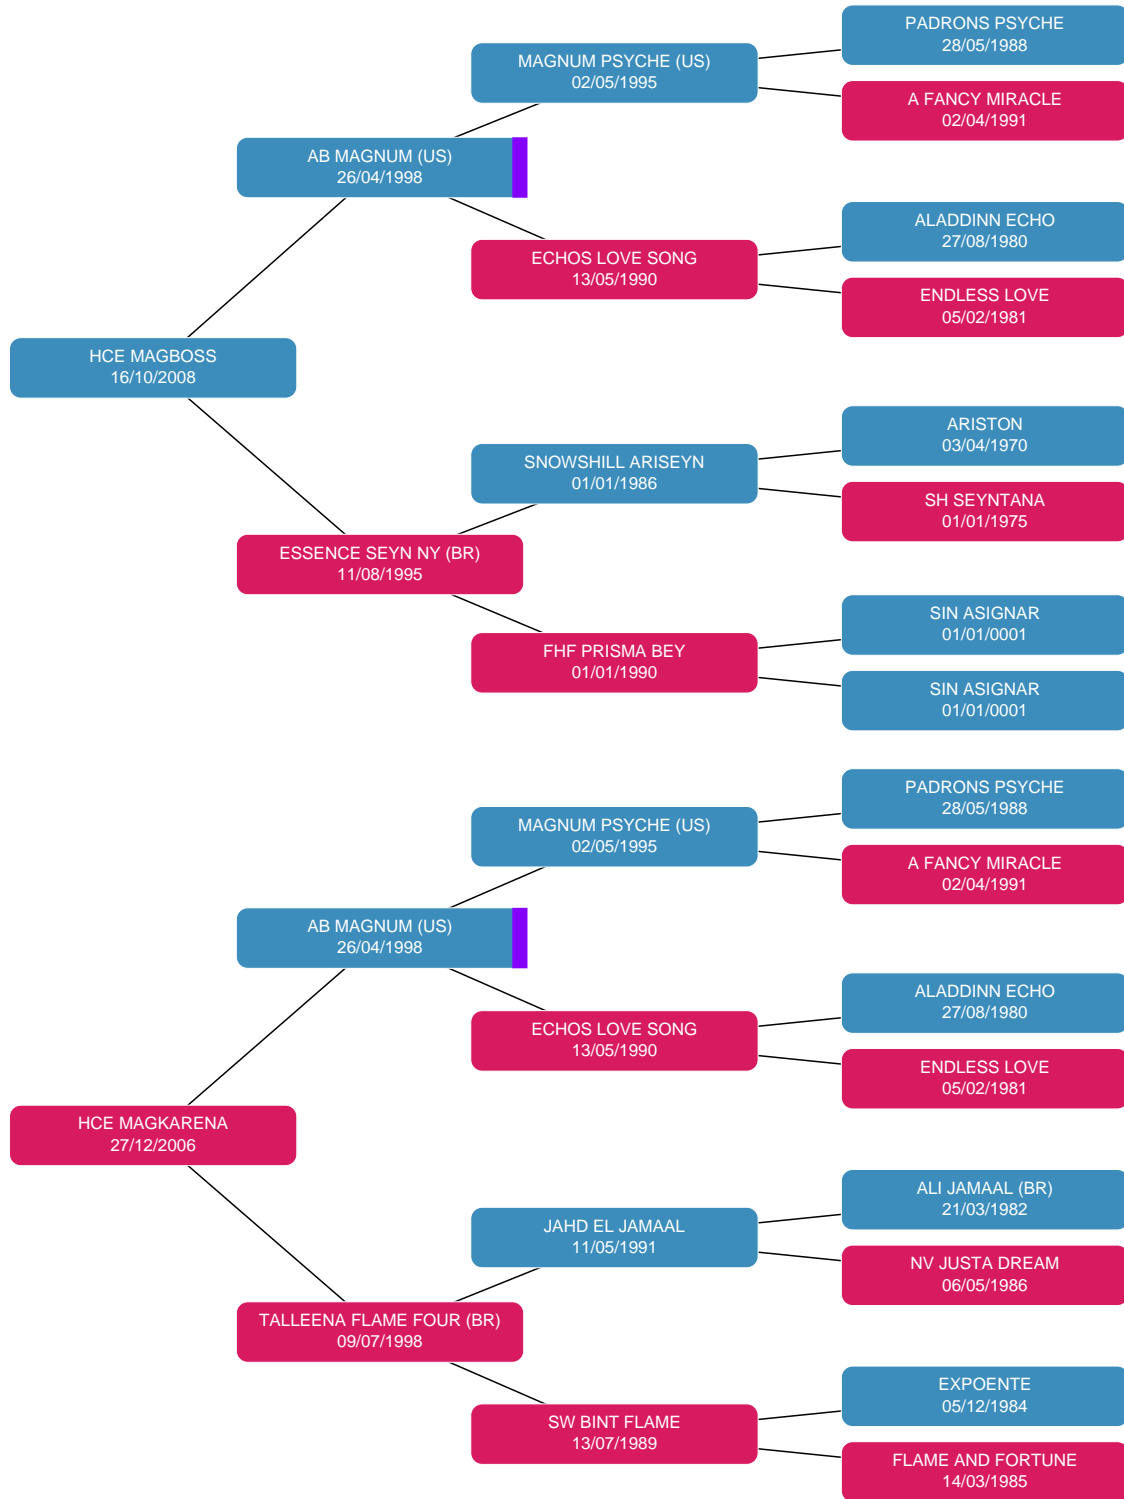 PADRONS PSYCHE
28/05/1988
MAGNUM PSYCHE (US)
02/05/1995
A FANCY MIRACLE
02/04/1991
AB MAGNUM (US)
26/04/1998
ALADDINN ECHO
27/08/1980
ECHOS LOVE SONG
13/05/1990
ENDLESS LOVE
05/02/1981
HCE MAGBOSS
16/10/2008
ARISTON
03/04/1970
SNOWSHILL ARISEYN
01/01/1986
SH SEYNTANA
01/01/1975
ESSENCE SEYN NY (BR)
11/08/1995
SIN ASIGNAR
01/01/0001
FHF PRISMA BEY
01/01/1990
SIN ASIGNAR
01/01/0001
PADRONS PSYCHE
28/05/1988
MAGNUM PSYCHE (US)
02/05/1995
A FANCY MIRACLE
02/04/1991
AB MAGNUM (US)
26/04/1998
ALADDINN ECHO
27/08/1980
ECHOS LOVE SONG
13/05/1990
ENDLESS LOVE
05/02/1981
HCE MAGKARENA
27/12/2006
ALI JAMAAL (BR)
21/03/1982
JAHD EL JAMAAL
11/05/1991
NV JUSTA DREAM
06/05/1986
TALLEENA FLAME FOUR (BR)
09/07/1998
EXPOENTE
05/12/1984
SW BINT FLAME
13/07/1989
FLAME AND FORTUNE
14/03/1985